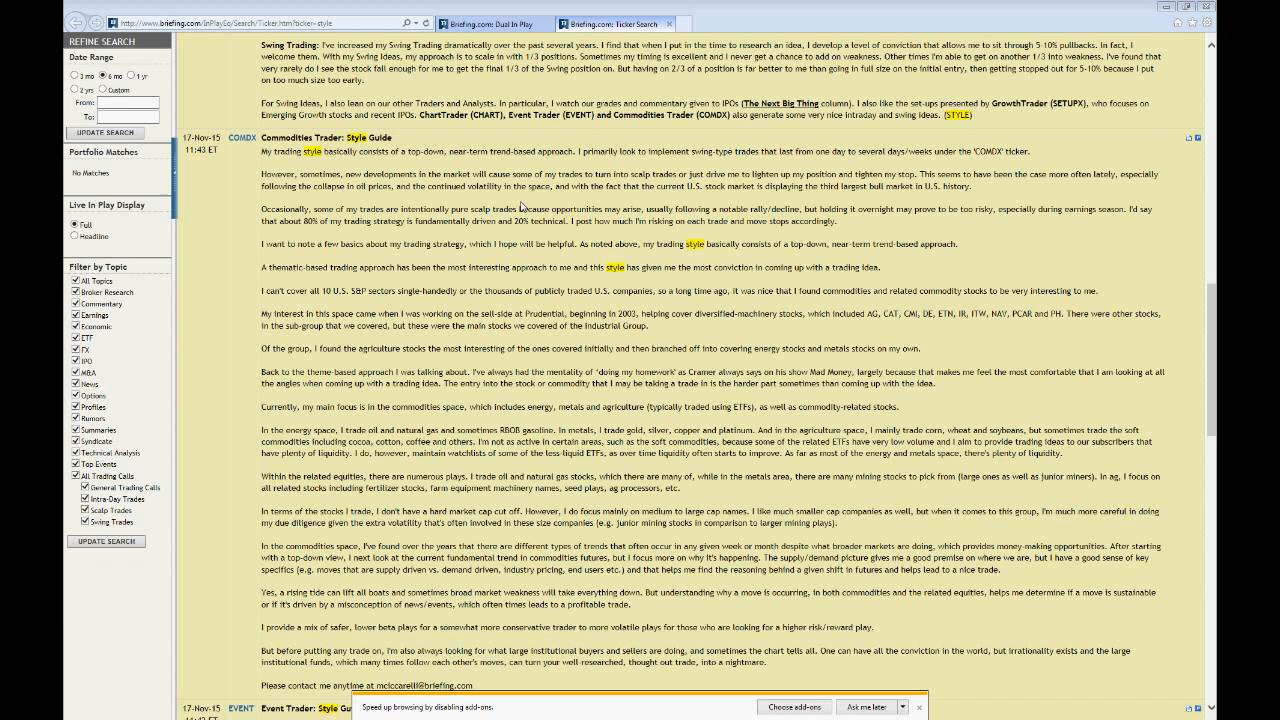 http://www.briefing.com/InPlayEq/Search/Ticker.htm?ticker=style
Briefing.com: Dual In Play
Briefing.com: Ticker Search
REFINE SEARCH
Date Range
3 mo 6 mo 1 yr
2 yrs Custom
From:
To:
UPDATE SEARCH
Portfolio Matches
No Matches
Live In Play Display
Full
Headline
Filter by Topic
All Topics
Broker Research
Commentary
Earnings
Economic
ETF
FX
IPO
M&A
News
Options
Profiles
Rumors
Summaries
Syndicate
Technical Analysis
Top Events
All Trading Calls
General Trading Calls
Intra-Day Trades
Scalp Trades
Swing Trades
UPDATE SEARCH
Swing Trading: I've increased my Swing Trading dramatically over the past several years. I find that when I put in the time to research an idea, I develop a level of conviction that allows me to sit through 5-10% pullbacks. In fact, I
welcome them. With my Swing Ideas, my approach is to scale in with 1/3 positions. Sometimes my timing is excellent and I never get a chance to add on weakness. Other times I'm able to get on another 1/3 into weakness. I've found that
very rarely do I see the stock fall enough for me to get the final 1/3 of the Swing position on. But having on 2/3 of a position is far better to me than going in full size on the initial entry, then getting stopped out for 5-10% because I put
on too much size too early.
For Swing Ideas, I also lean on our other Traders and Analysts. In particular, I watch our grades and commentary given to IPOs (The Next Big Thing column). I also like the set-ups presented by GrowthTrader (SETUPX), who focuses on
Emerging Growth stocks and recent IPOs. ChartTrader (CHART), Event Trader (EVENT) and Commodities Trader (COMDX) also generate some very nice intraday and swing ideas. (STYLE)
17-Nov-15 COMDX Commodities Trader: Style Guide
11:43 ET
My trading style basically consists of a top-down, near-term trend-based approach. I primarily look to implement swing-type trades that last from one day to several days/weeks under the 'COMDX' ticker.
However, sometimes, new developments in the market will cause some of my trades to turn into scalp trades or just drive me to lighten up my position and tighten my stop. This seems to have been the case more often lately, especially
following the collapse in oil prices, and the continued volatility in the space, and with the fact that the current U.S. stock market is displaying the third largest bull market in U.S. history.
Occasionally, some of my trades are intentionally pure scalp trades because opportunities may arise, usually following a notable rally/decline, but holding it overnight may prove to be too risky, especially during earnings season. I'd say
that about 80% of my trading strategy is fundamentally driven and 20% technical. I post how much I'm risking on each trade and move stops accordingly.
I want to note a few basics about my trading strategy, which I hope will be helpful. As noted above, my trading style basically consists of a top-down, near-term trend-based approach.
A thematic-based trading approach has been the most interesting approach to me and this style has given me the most conviction in coming up with a trading idea.
I can't cover all 10 U.S. S&P sectors single-handedly or the thousands of publicly traded U.S. companies, so a long time ago, it was nice that I found commodities and related commodity stocks to be very interesting to me.
My interest in this space came when I was working on the sell-side at Prudential, beginning in 2003, helping cover diversified-machinery stocks, which included AG, CAT, CMI, DE, ETN, IR, ITW, NAV, PCAR and PH. There were other stocks,
in the sub-group that we covered, but these were the main stocks we covered of the Industrial Group.
Of the group, I found the agriculture stocks the most interesting of the ones covered initially and then branched off into covering energy stocks and metals stocks on my own.
Back to the theme-based approach I was talking about. I've always had the mentality of 'doing my homework' as Cramer always says on his show Mad Money, largely because that makes me feel the most comfortable that I am looking at all
the angles when coming up with a trading idea. The entry into the stock or commodity that I may be taking a trade in is the harder part sometimes than coming up with the idea.
Currently, my main focus is in the commodities space, which includes energy, metals and agriculture (typically traded using ETFs), as well as commodity-related stocks.
In the energy space, I trade oil and natural gas and sometimes RBOB gasoline. In metals, I trade gold, silver, copper and platinum. And in the agriculture space, I mainly trade corn, wheat and soybeans, but sometimes trade the soft
commodities including cocoa, cotton, coffee and others. I'm not as active in certain areas, such as the soft commodities, because some of the related ETFs have very low volume and I aim to provide trading ideas to our subscribers that
have plenty of liquidity. I do, however, maintain watchlists of some of the less-liquid ETFs, as over time liquidity often starts to improve. As far as most of the energy and metals space, there's plenty of liquidity.
Within the related equities, there are numerous plays. I trade oil and natural gas stocks, which there are many of, while in the metals area, there are many mining stocks to pick from (large ones as well as junior miners). In ag, I focus on
all related stocks including fertilizer stocks, farm equipment machinery names, seed plays, ag processors, etc.
In terms of the stocks I trade, I don't have a hard market cap cut off. However, I do focus mainly on medium to large cap names. I like much smaller cap companies as well, but when it comes to this group, I'm much more careful in doing
my due diligence given the extra volatility that's often involved in these size companies (e.g. junior mining stocks in comparison to larger mining plays).
In the commodities space, I've found over the years that there are different types of trends that often occur in any given week or month despite what broader markets are doing, which provides money-making opportunities. After starting
with a top-down view, I next look at the current fundamental trend in commodities futures, but I focus more on why it's happening. The supply/demand picture gives me a good premise on where we are, but I have a good sense of key
specifics (e.g. moves that are supply driven vs. demand driven, industry pricing, end users etc.) and that helps me find the reasoning behind a given shift in futures and helps lead to a nice trade.
Yes, a rising tide can lift all boats and sometimes broad market weakness will take everything down. But understanding why a move is occurring, in both commodities and the related equities, helps me determine if a move is sustainable
or if it's driven by a misconception of news/events, which often times leads to a profitable trade.
I provide a mix of safer, lower beta plays for a somewhat more conservative trader to more volatile plays for those who are looking for a higher risk/reward play.
But before putting any trade on, I'm also always looking for what large institutional buyers and sellers are doing, and sometimes the chart tells all. One can have all the conviction in the world, but irrationality exists and the large
institutional funds, which many times follow each other's moves, can turn your well-researched, thought out trade, into a nightmare.
Please contact me anytime at mciccarelli@briefing.com
17-Nov-15 EVENT Event Trader: Style Gu
Speed up browsing by disabling add-ons.
Choose add-ons
Ask me later